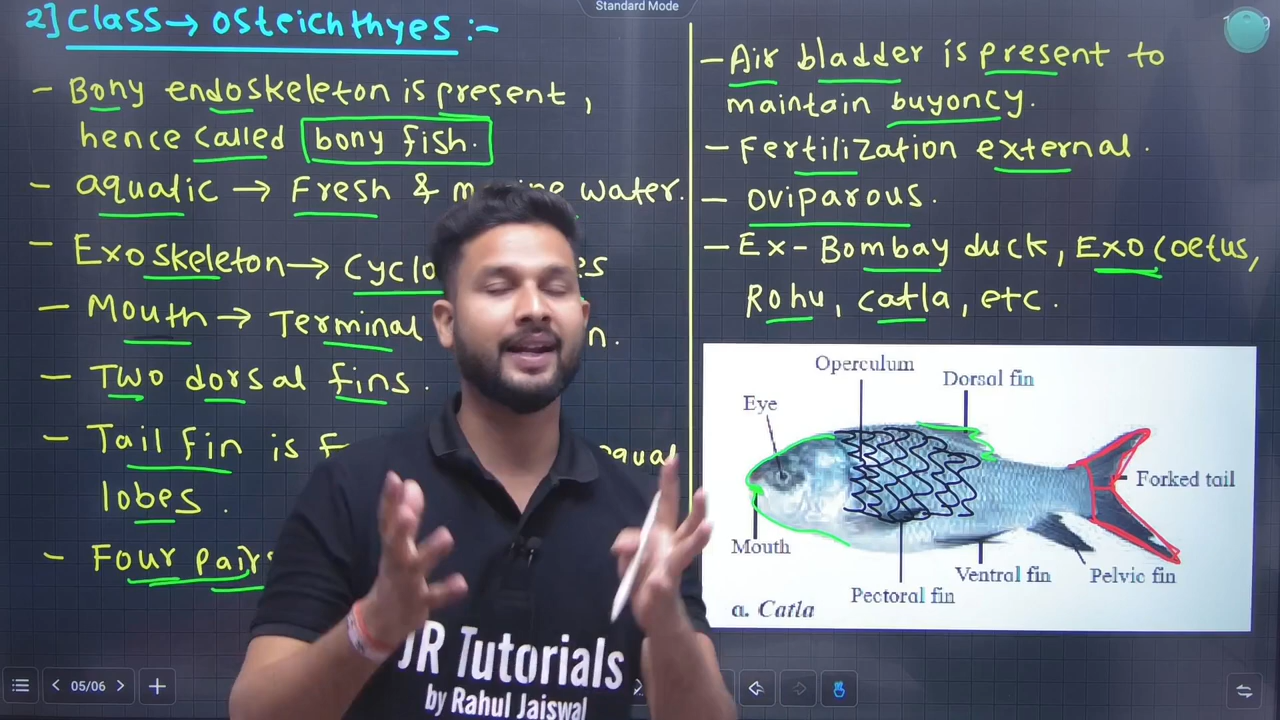 Standard Mode
2] Class → Osteichthyes :-
- Bony endoskeleton is present,
hence called bony fish.
- aquatic → Fresh & marine water.
- Exoskeleton →
- Mouth → Terminal
- Two dorsal fins.
- Tail fin is
lobes.
- Four pairs
- Air bladder is present to
maintain buyoncy.
- Fertilization external.
- oviparous.
- Ex- Bombay duck, Exocoetus,
Rohu, catla, etc.
Operculum
Dorsal fin
Eye
Forked tail
Mouth
Ventral fin
Pelvic fin
Pectoral fin
a. Catla
JR Tutorials
by Rahul Jaiswal
05/06